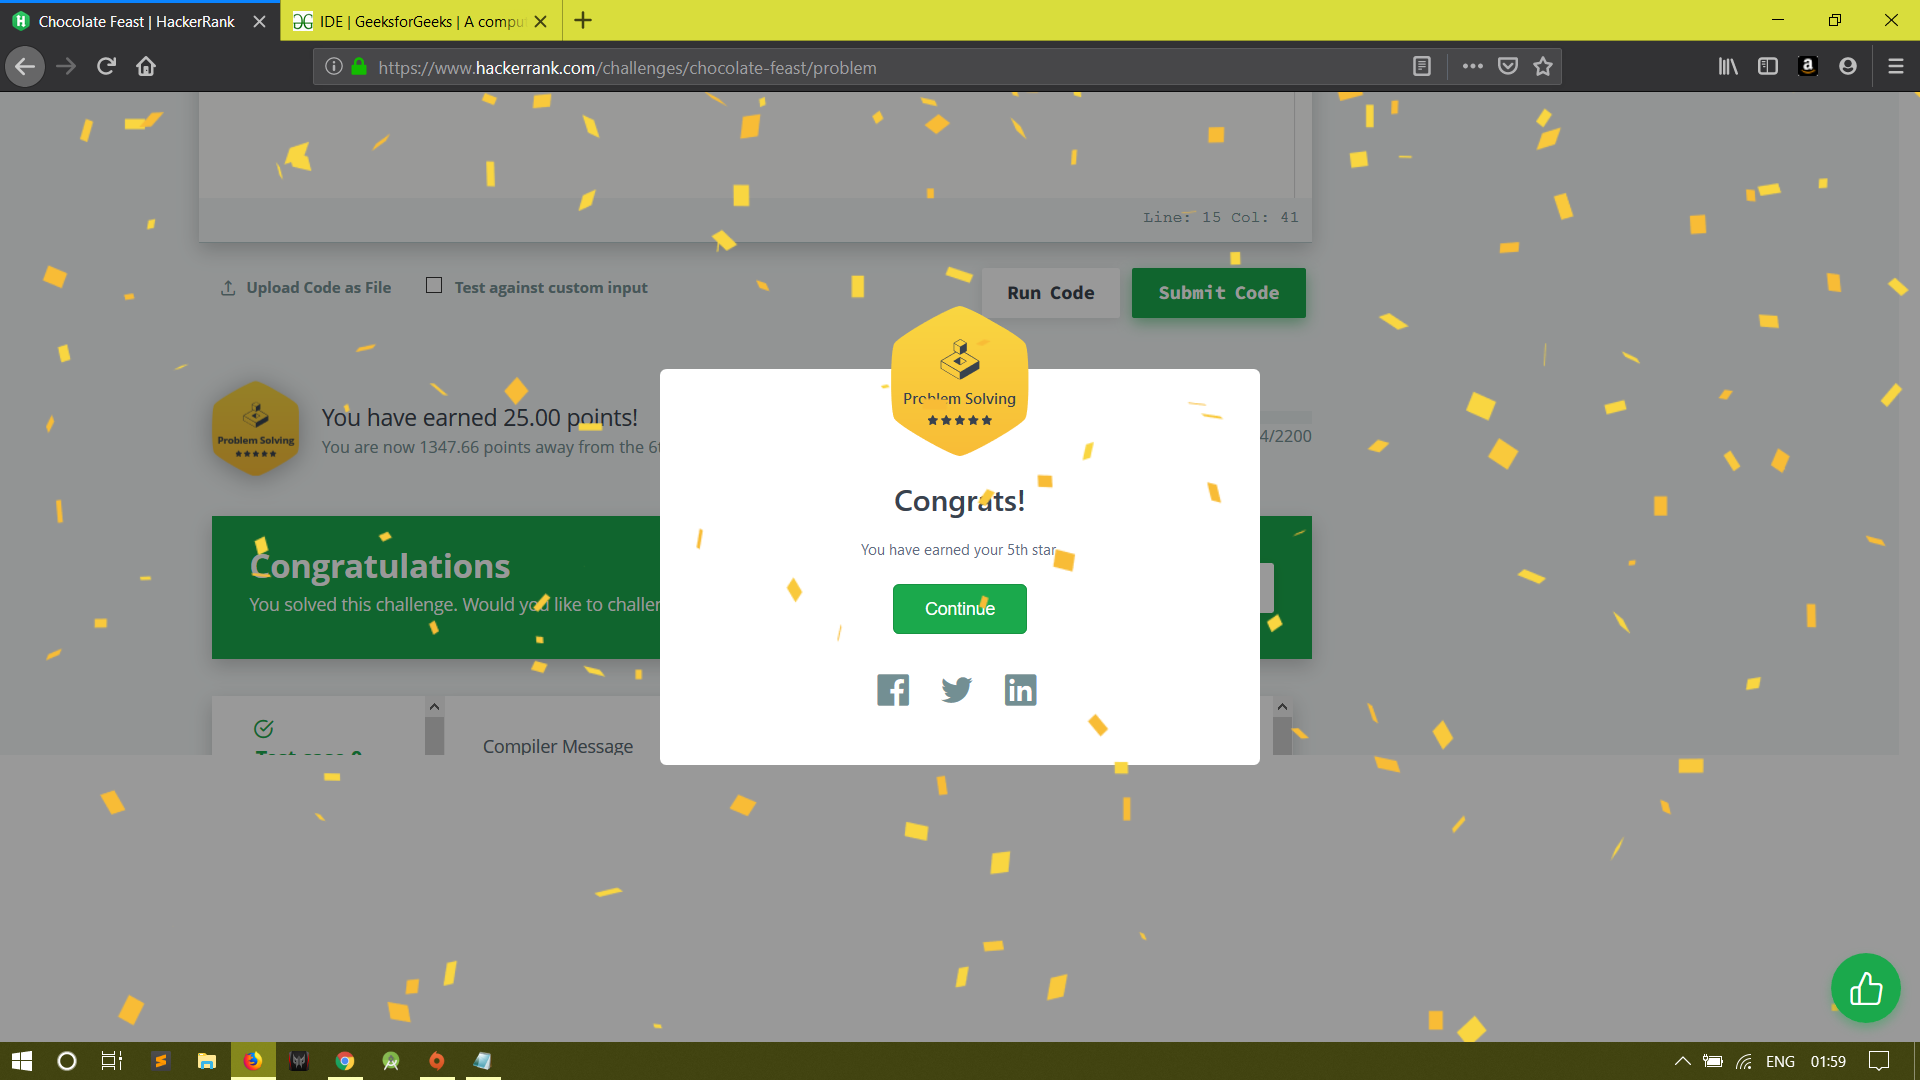 Chocolate Feast | HackerRank
IDE | GeeksforGeeks | A compu
https://www.hackerrank.com/challenges/chocolate-feast/problem
Line: 15 Col: 41
Upload Code as File
Test against custom input
Run Code
Submit Code
Problem Solving
You have earned 25.00 points!
You are now 1347.66 points away from the 6t
4/2200
Problem Solving
Congrats!
You have earned your 5th star
Continue
Congratulations
You solved this challenge. Would you like to challen
Compiler Message
ENG
01:59